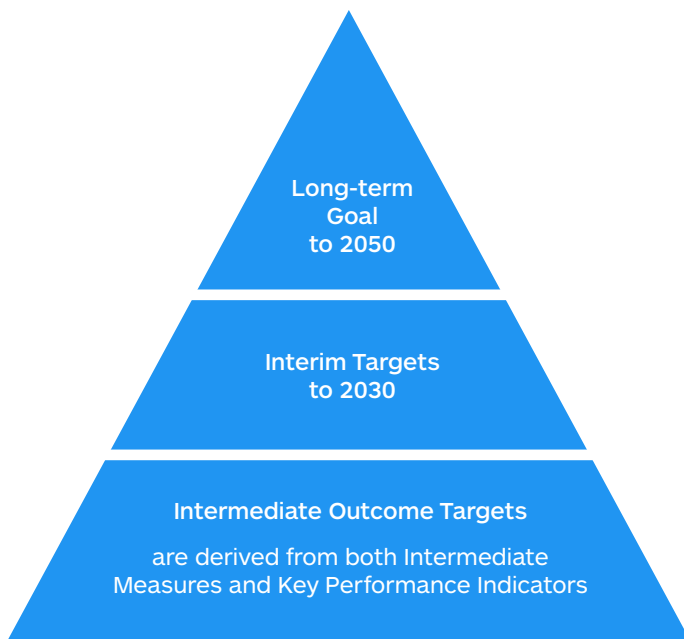 Long-term
Goal
to 2050
Interim Targets
to 2030
Intermediate Outcome Targets
are derived from both Intermediate
Measures and Key Performance Indicators